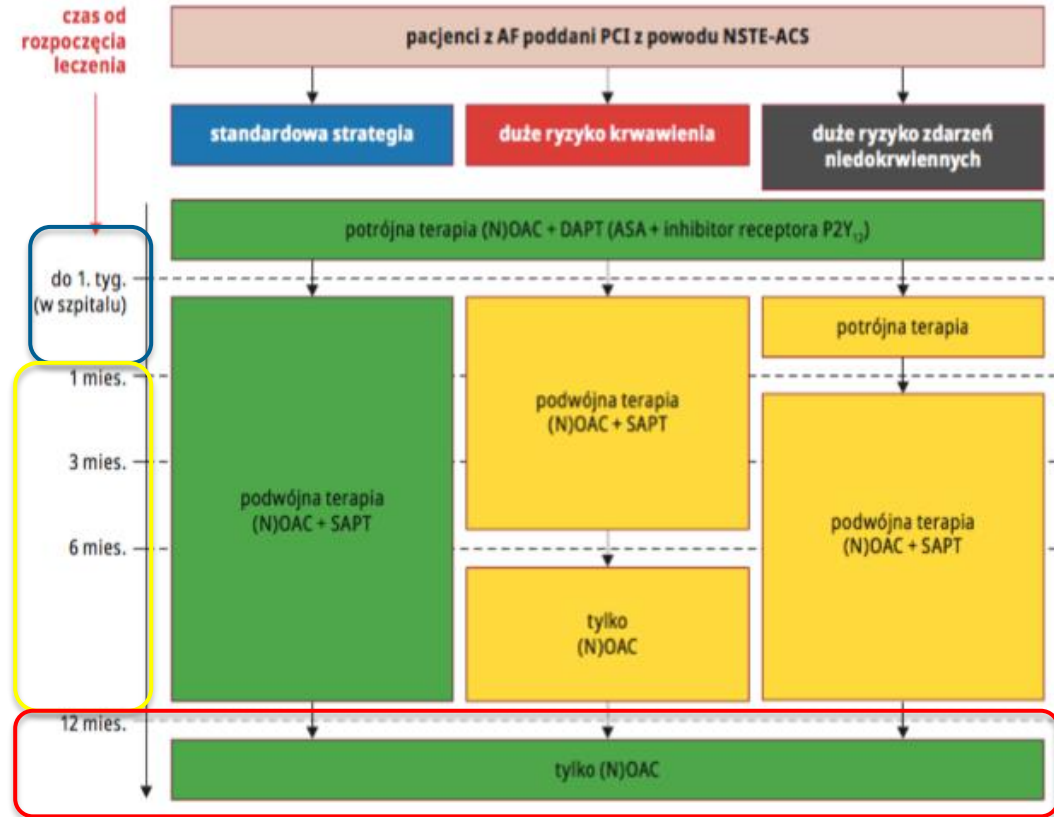 czas od
rozpoczęcia
leczenia
pacjenci z AF poddani PCI z powodu NSTE-ACS
standardowa strategia
duże ryzyko krwawienia
duże ryzyko zdarzeń
niedokrwiennych
potrójna terapia (N)OAC + DAPT (ASA + inhibitor receptora P2Y₁₂)
do 1. tyg.
(w szpitalu)
potrójna terapia
1 mies.
podwójna terapia
(N)OAC + SAPT
3 mies.
podwójna terapia
(N)OAC + SAPT
podwójna terapia
(N)OAC + SAPT
6 mies.
tylko
(N)OAC
12 mies.
tylko (N)OAC